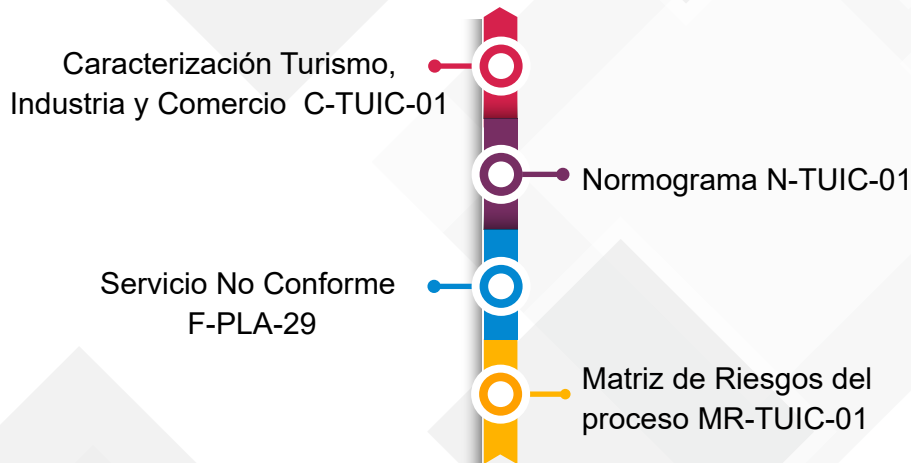 Caracterización Turismo,
Industria y Comercio C-TUIC-01
Normograma N-TUIC-01
Servicio No Conforme
F-PLA-29
Matriz de Riesgos del
proceso MR-TUIC-01